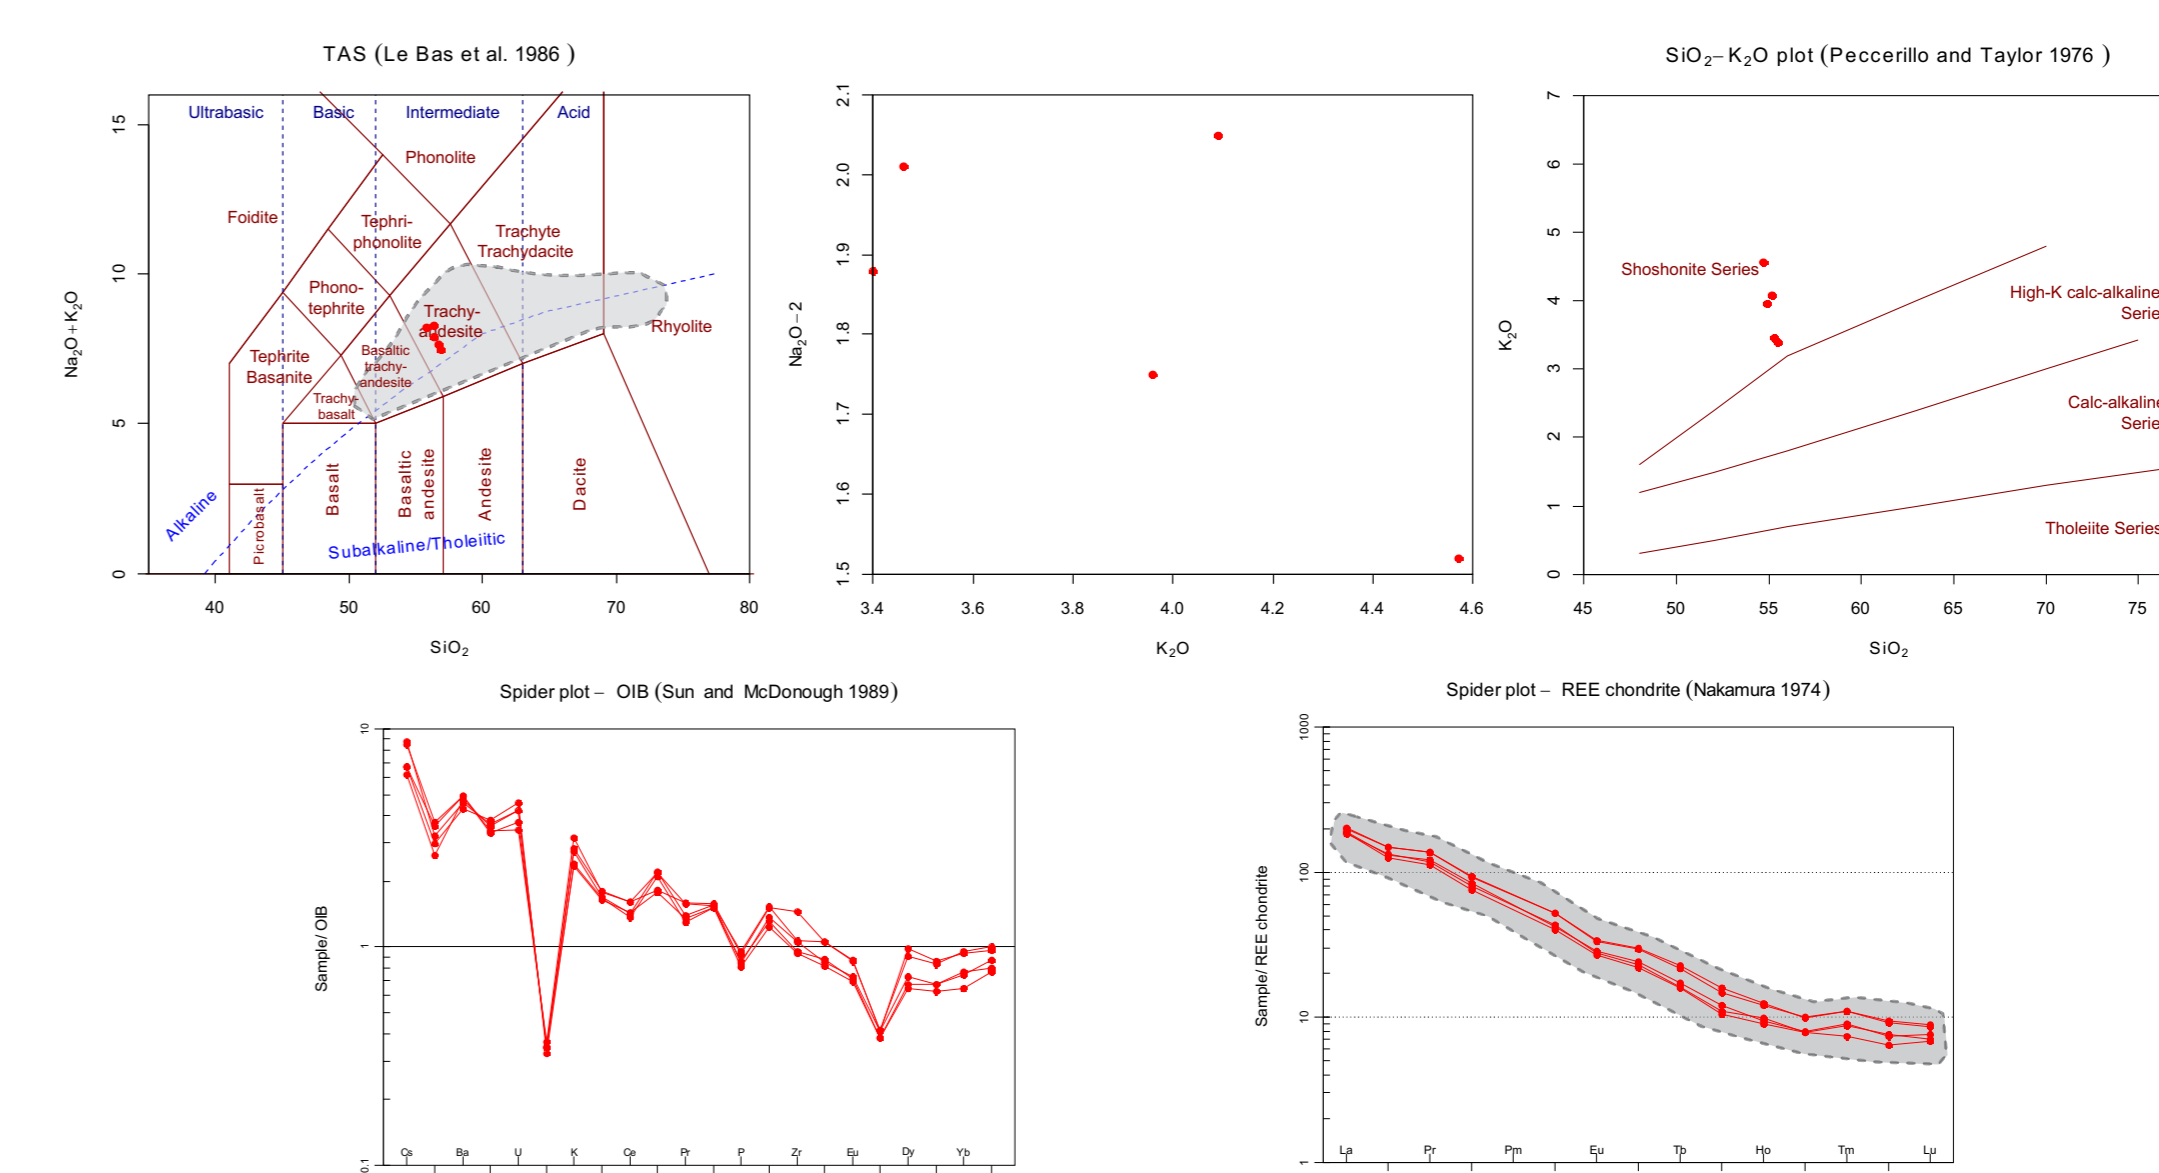 TAS (Le Bas et al. 1986 )
Ultrabasic
Basic
Intermediate
Acid
Phonolite
Foidite
Tephri-
phonolite
Trachyte
Trachydacite
Phono-
tephrite
Trachy-
andesite
Rhyolite
Tephrite
Basanite
Basaltic
trachy-
andesite
Trachy-
basalt
Alkaline
Picrobasalt
Basalt
Basaltic
andesite
Andesite
Dacite
Subalkaline/Tholeiitic
Na2O+K2O
0
5
10
15
40
50
60
70
80
SiO2
Na2O−2
1.5
1.6
1.7
1.8
1.9
2.0
2.1
3.4
3.6
3.8
4.0
4.2
4.4
4.6
K2O
SiO2−K2O plot (Peccerillo and Taylor 1976 )
Shoshonite Series
High-K calc-alkaline
Serie
Calc-alkaline
Serie
Tholeiite Series
K2O
0
1
2
3
4
5
6
7
45
50
55
60
65
70
75
SiO2
Spider plot − OIB (Sun and McDonough 1989)
Sample/ OIB
0.1
1
10
Cs
Ba
U
K
Ce
Pr
P
Zr
Eu
Dy
Yb
Spider plot − REE chondrite (Nakamura 1974)
Sample/ REE chondrite
1
10
100
1000
La
Pr
Pm
Eu
Tb
Ho
Tm
Lu